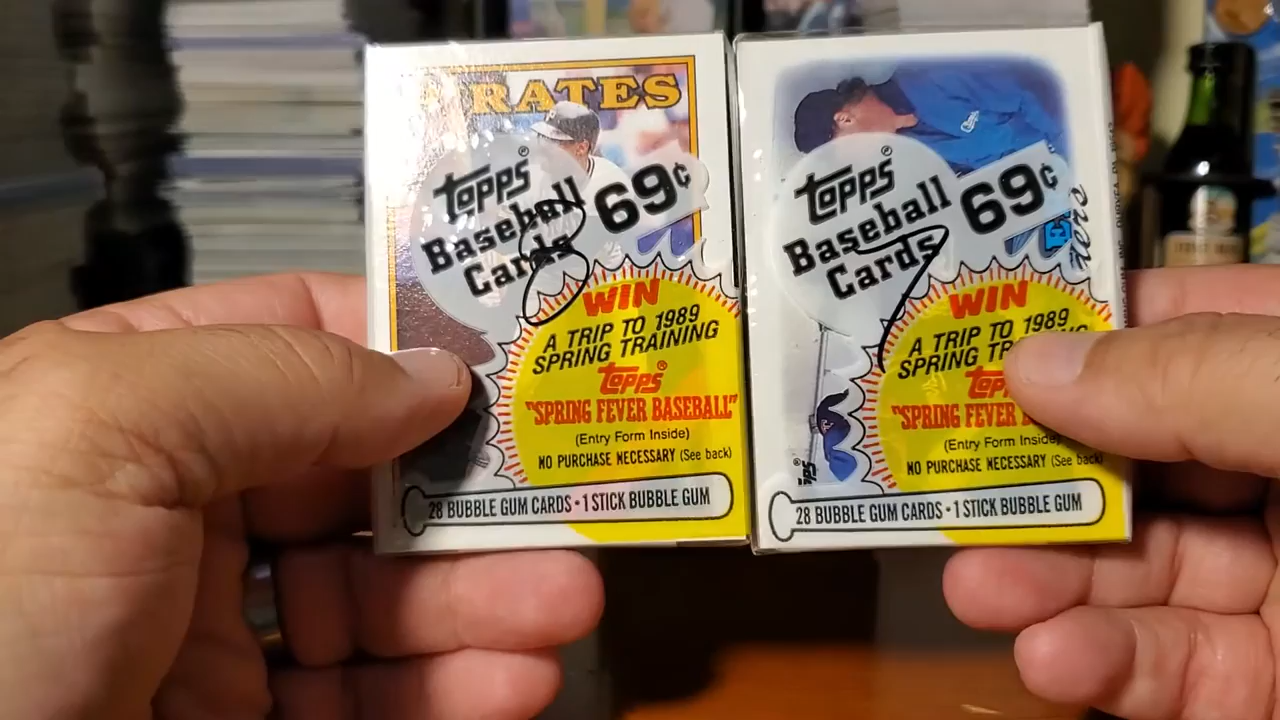 RATES
Topps®
Baseball
Cards
69¢
8
WIN
A TRIP TO 1989
SPRING TRAINING
Topps®
"SPRING FEVER BASEBALL"
(Entry Form Inside)
NO PURCHASE NECESSARY (See back)
28 BUBBLE GUM CARDS • 1 STICK BUBBLE GUM
Topps®
Baseball
Cards
69¢
7
WIN
A TRIP TO 1989
SPRING TR
Topp
"SPRING FEVER B
(Entry Form Inside)
NO PURCHASE NECESSARY (See back)
28 BUBBLE GUM CARDS • 1 STICK BUBBLE GUM